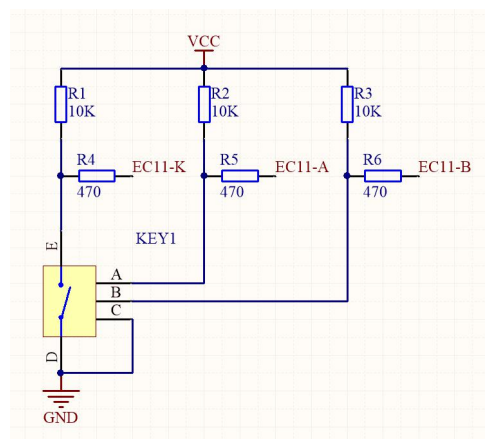 VCC
R1
10K
R2
10K
R3
10K
R4
470
EC11-K
R5
470
EC11-A
R6
470
EC11-B
E
KEY1
A
B
C
D
GND